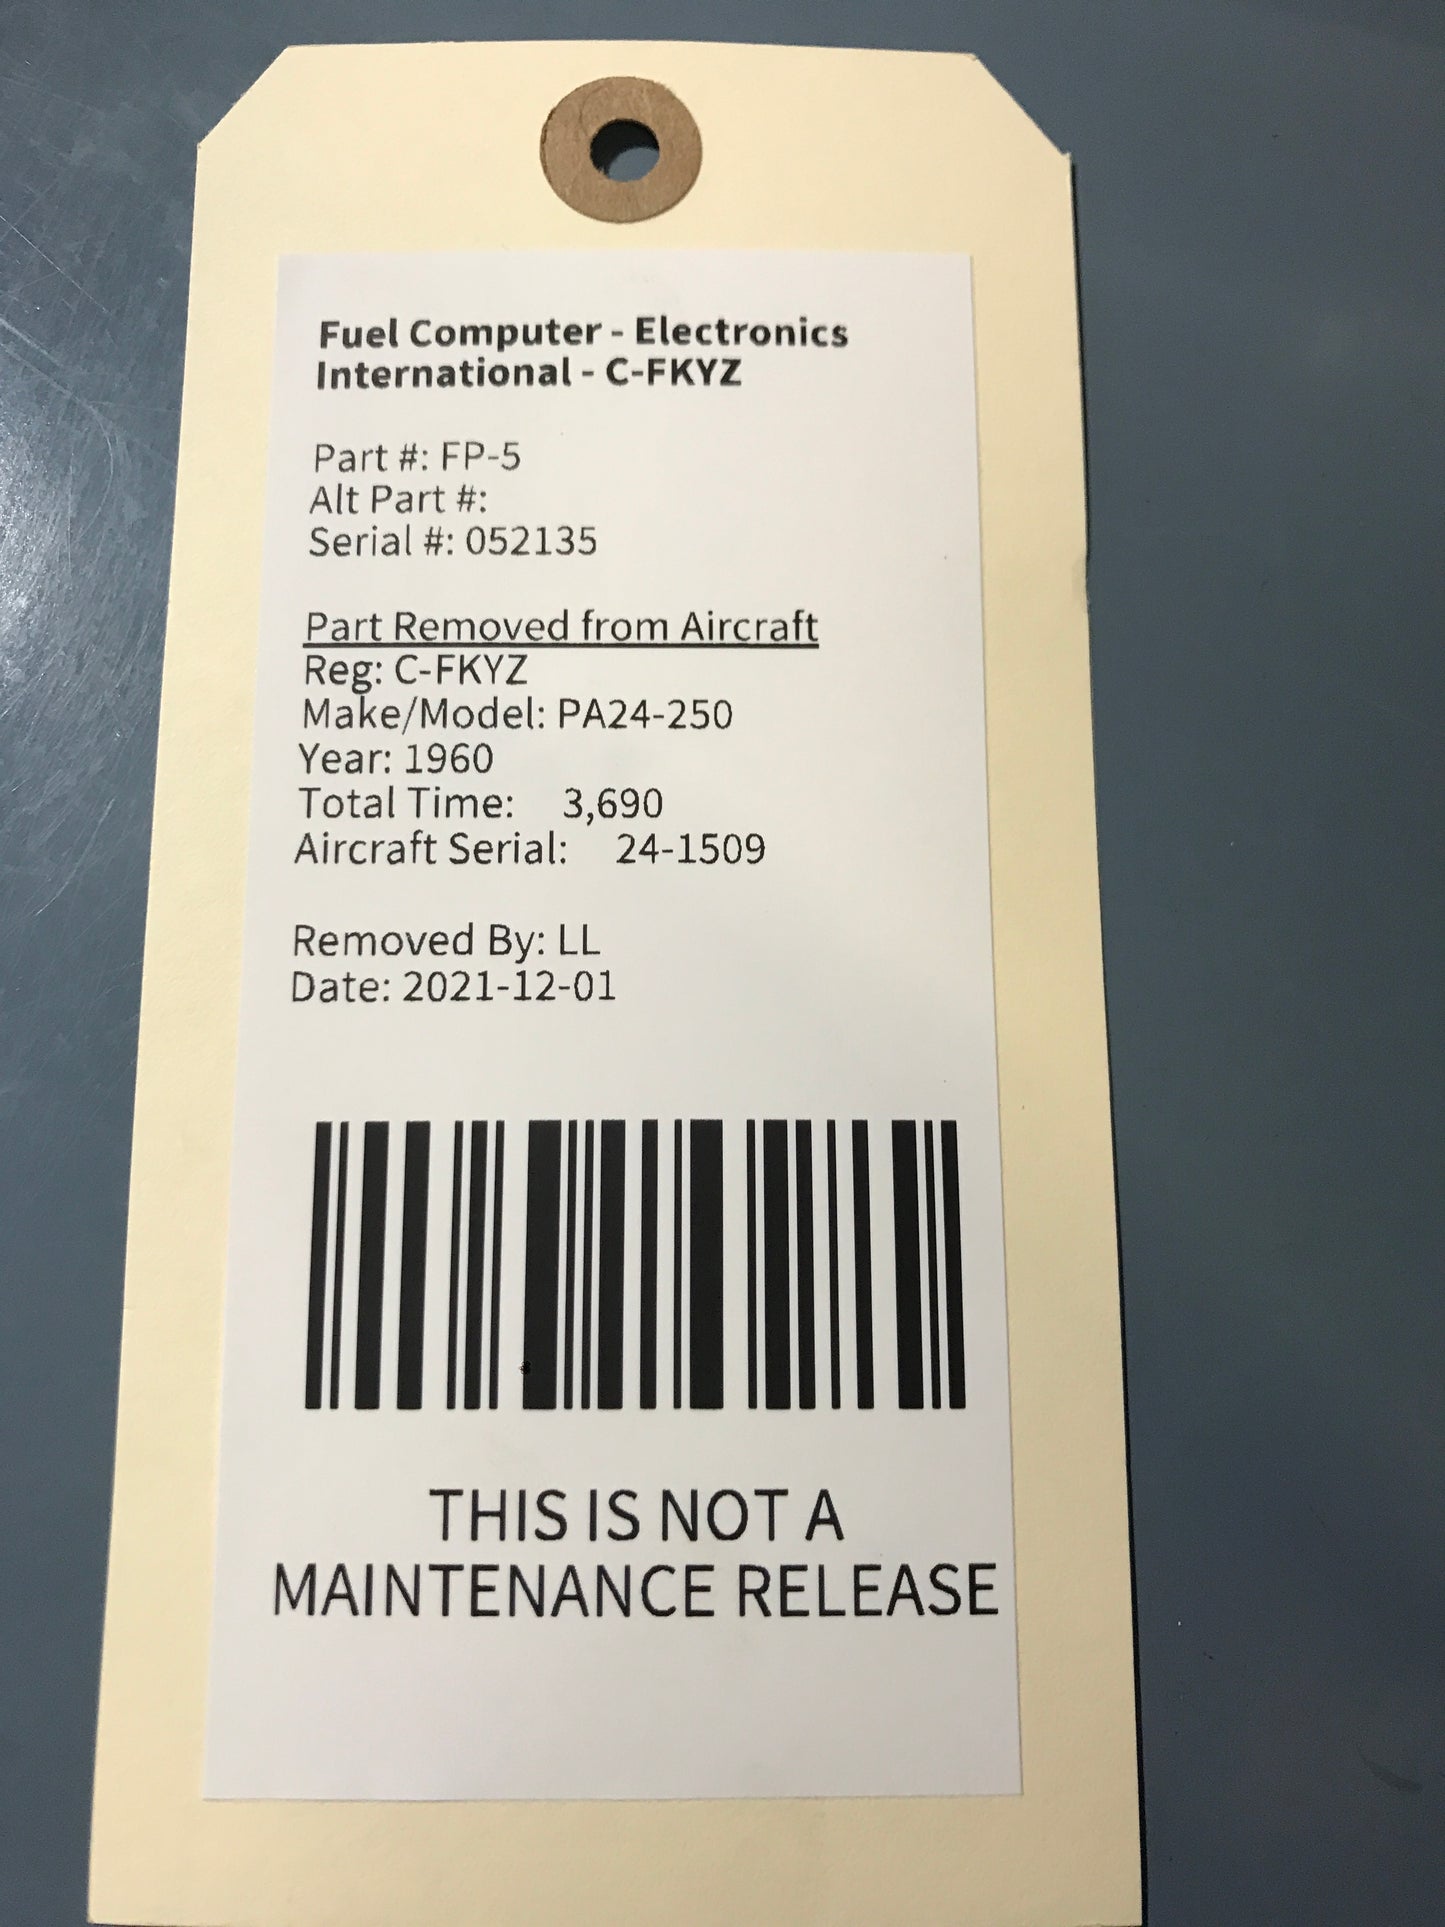 Fuel Computer - Electronics
International - C-FKYZ
Part #: FP-5
Alt Part #:
Serial #: 052135
Part Removed from Aircraft
Reg: C-FKYZ
Make/Model: PA24-250
Year: 1960
Total Time: 3,690
Aircraft Serial: 24-1509
Removed By: LL
Date: 2021-12-01
THIS IS NOT A
MAINTENANCE RELEASE